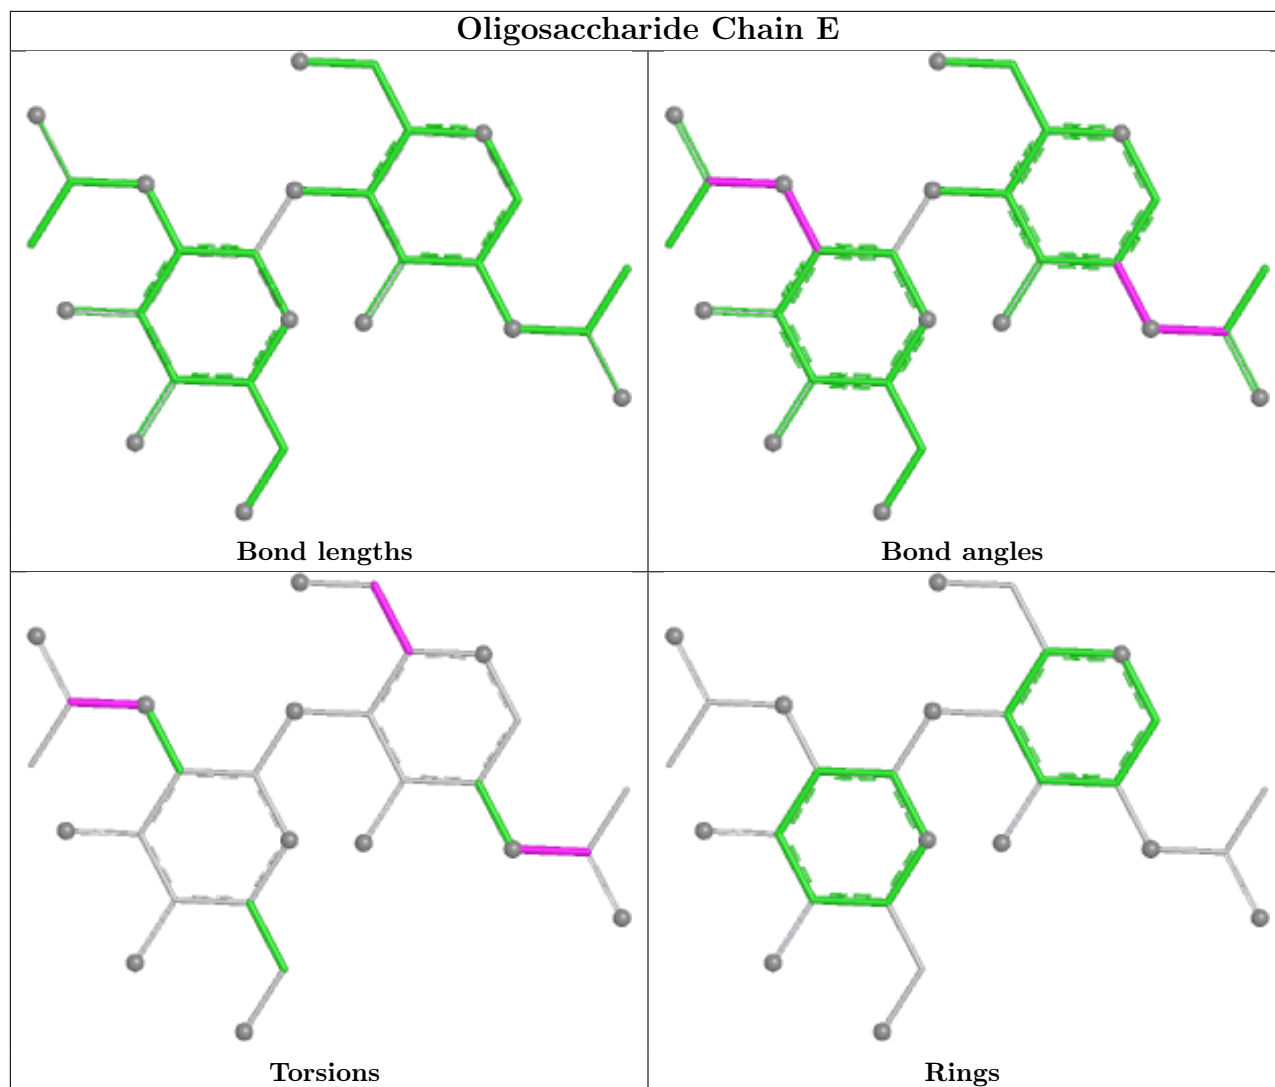 Oligosaccharide Chain E
Bond lengths
Bond angles
Torsions
Rings